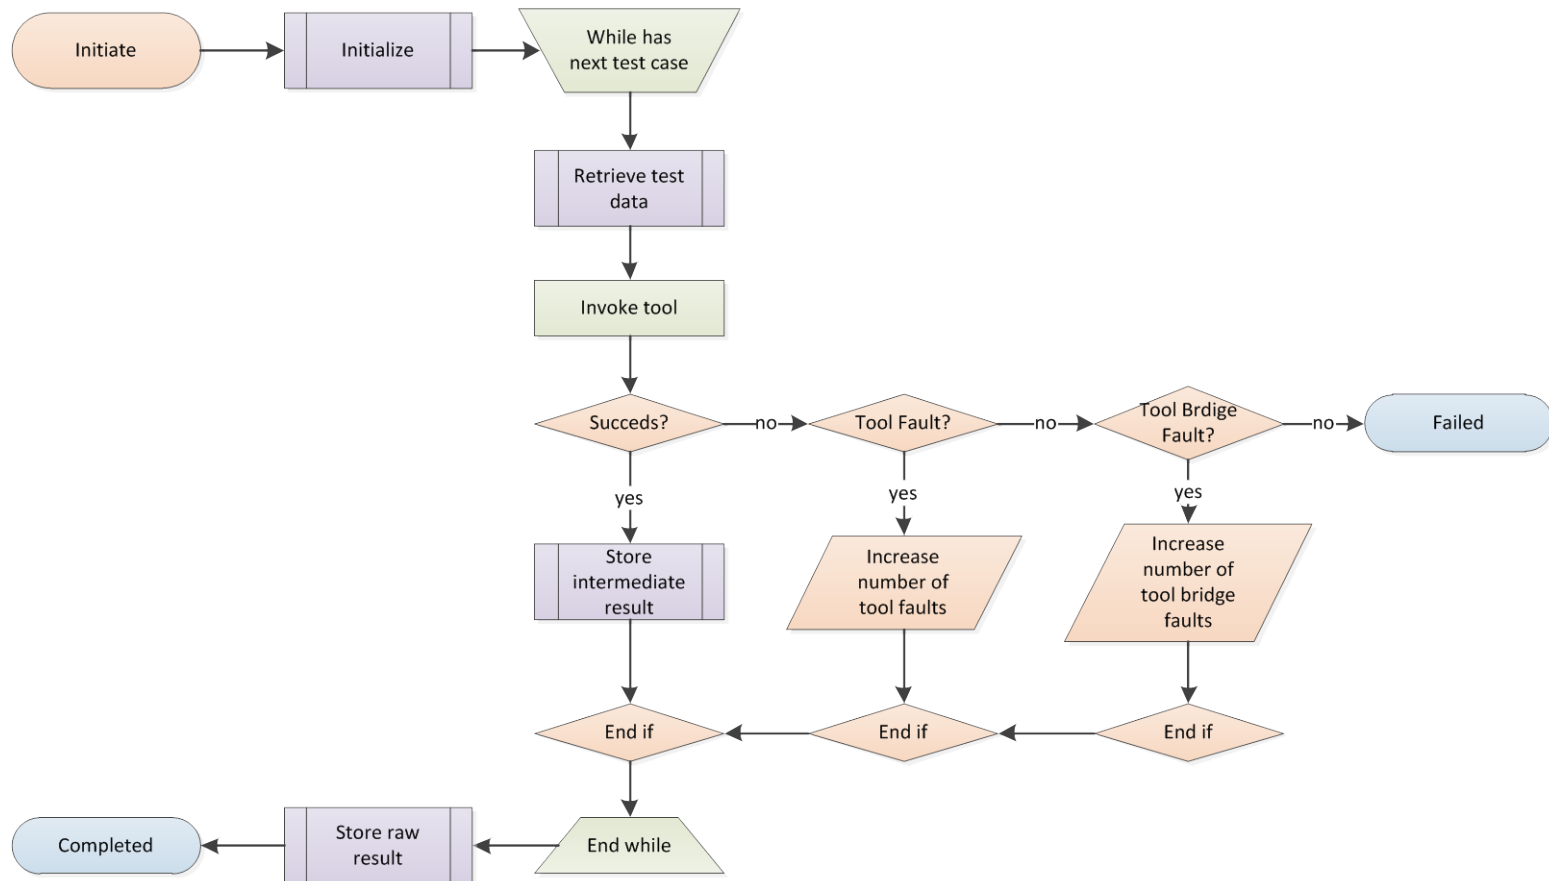 Initiate
Initialize
While has
next test case
Retrieve test
data
Invoke tool
Succeds?
no
Tool Fault?
no
Tool Brdige
Fault?
no
Failed
yes
yes
yes
Store
intermediate
result
Increase
number of
tool faults
Increase
number of
tool bridge
faults
End if
End if
End if
Completed
Store raw
result
End while